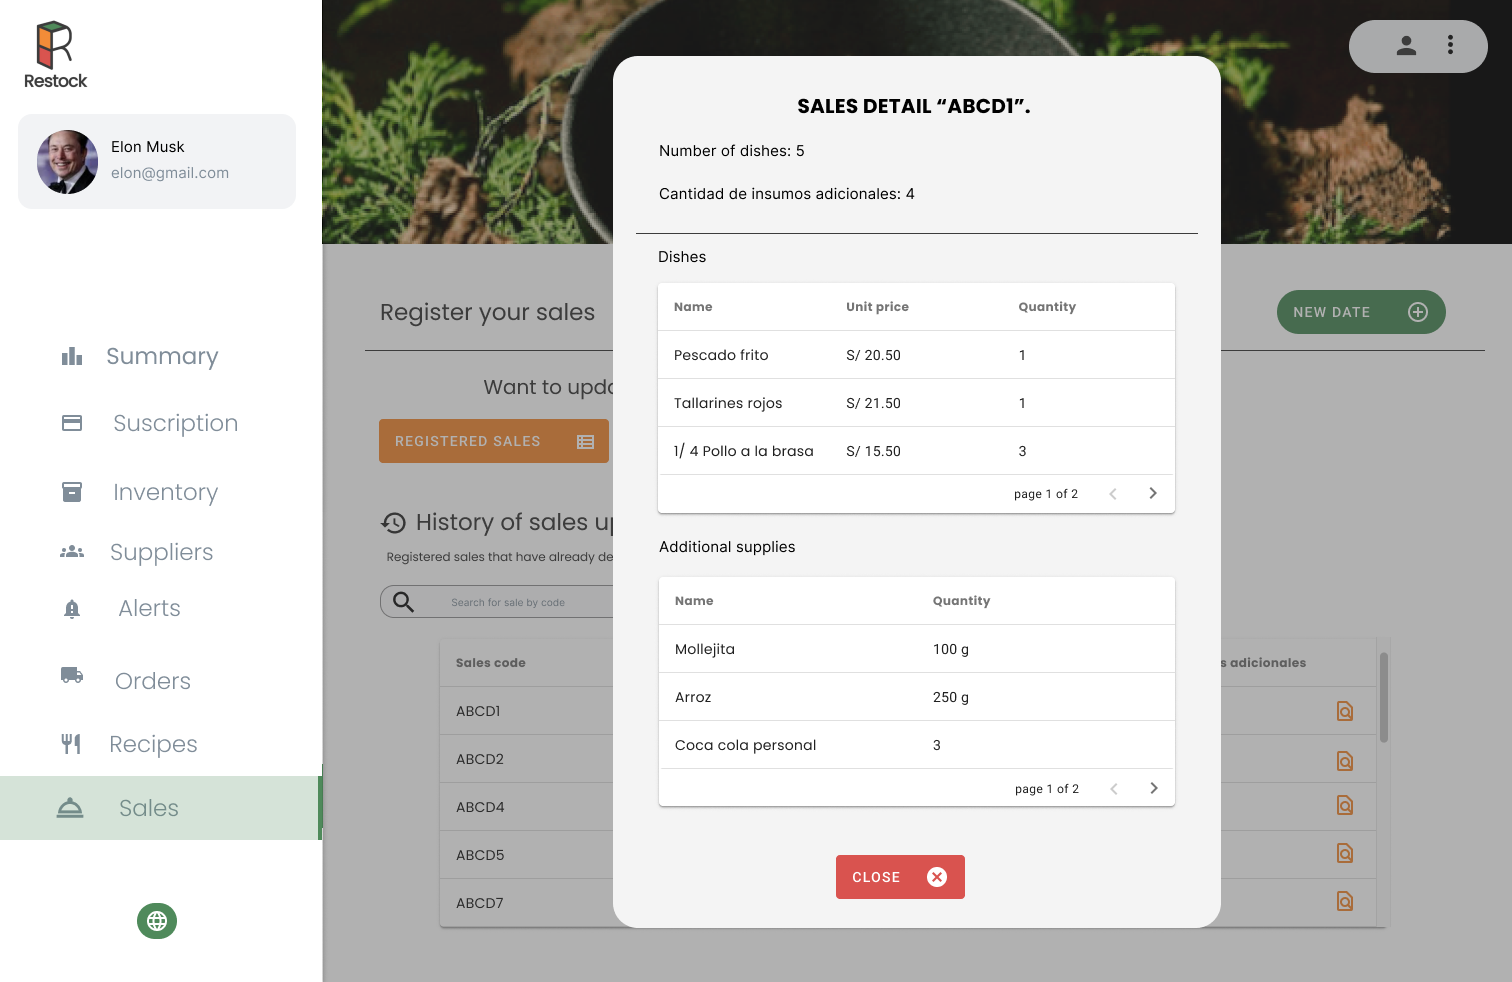 Restock
Elon Musk
elon@gmail.com
Summary
Suscription
Inventory
Suppliers
Alerts
Orders
Recipes
Sales
Register your sales
NEW DATE
Want to upda
REGISTERED SALES
History of sales up
Registered sales that have already de
Search for sale by code
Sales code
s adicionales
ABCD1
ABCD2
ABCD4
ABCD5
ABCD7
SALES DETAIL “ABCD1”.
Number of dishes: 5
Cantidad de insumos adicionales: 4
Dishes
Name Unit price Quantity
Pescado frito S/ 20.50 1
Tallarines rojos S/ 21.50 1
1/ 4 Pollo a la brasa S/ 15.50 3
page 1 of 2
Additional supplies
Name Quantity
Mollejita 100 g
Arroz 250 g
Coca cola personal 3
page 1 of 2
CLOSE